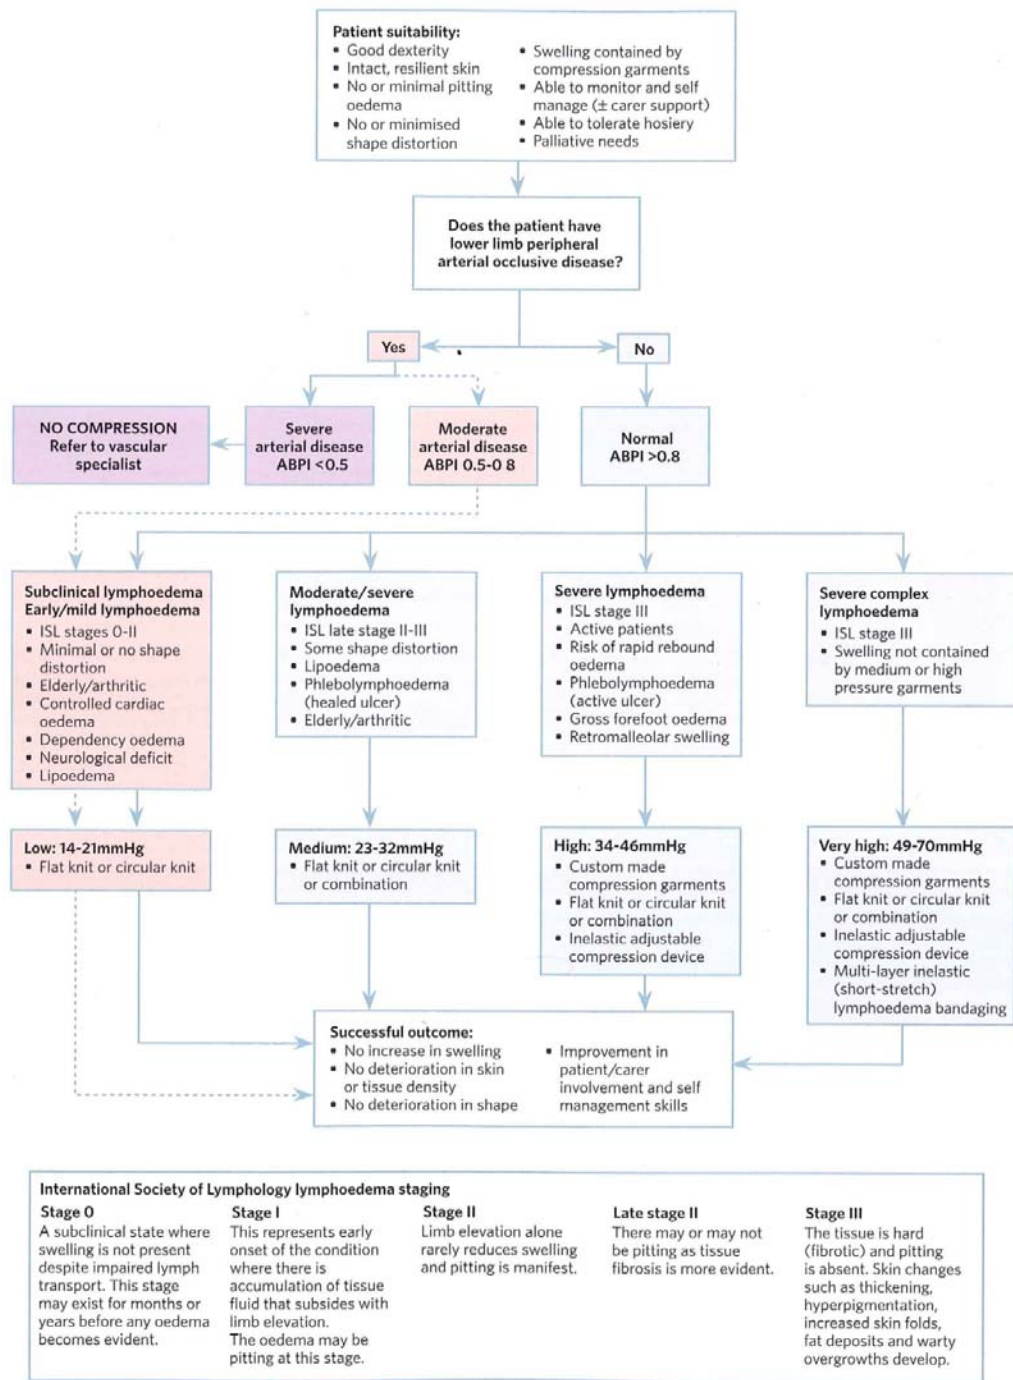 Patient suitability:
▪ Good dexterity
▪ Intact, resilient skin
▪ No or minimal pitting
oedema
▪ No or minimised
shape distortion
▪ Swelling contained by
compression garments
▪ Able to monitor and self
manage (± carer support)
▪ Able to tolerate hosiery
▪ Palliative needs
Does the patient have
lower limb peripheral
arterial occlusive disease?
Yes
No
NO COMPRESSION
Refer to vascular
specialist
Severe
arterial disease
ABPI <0.5
Moderate
arterial disease
ABPI 0.5-0 8
Normal
ABPI >0.8
Subclinical lymphoedema
Early/mild lymphoedema
▪ ISL stages 0-II
▪ Minimal or no shape
distortion
▪ Elderly/arthritic
▪ Controlled cardiac
oedema
▪ Dependency oedema
▪ Neurological deficit
▪ Lipoedema
Moderate/severe
lymphoedema
▪ ISL late stage II-III
▪ Some shape distortion
▪ Lipoedema
▪ Phlebolymphoedema
(healed ulcer)
▪ Elderly/arthritic
Severe lymphoedema
▪ ISL stage III
▪ Active patients
▪ Risk of rapid rebound
oedema
▪ Phlebolymphoedema
(active ulcer)
▪ Gross forefoot oedema
▪ Retromalleolar swelling
Severe complex
lymphoedema
▪ ISL stage III
▪ Swelling not contained
by medium or high
pressure garments
Low: 14-21mmHg
▪ Flat knit or circular knit
Medium: 23-32mmHg
▪ Flat knit or circular knit
or combination
High: 34-46mmHg
▪ Custom made
compression garments
▪ Flat knit or circular knit
or combination
▪ Inelastic adjustable
compression device
Very high: 49-70mmHg
▪ Custom made
compression garments
▪ Flat knit or circular knit
or combination
▪ Inelastic adjustable
compression device
▪ Multi-layer inelastic
(short-stretch)
lymphoedema bandaging
Successful outcome:
▪ No increase in swelling
▪ No deterioration in skin
or tissue density
▪ No deterioration in shape
▪ Improvement in
patient/carer
involvement and self
management skills
International Society of Lymphology lymphoedema staging
Stage 0
A subclinical state where
swelling is not present
despite impaired lymph
transport. This stage
may exist for months or
years before any oedema
becomes evident.
Stage I
This represents early
onset of the condition
where there is
accumulation of tissue
fluid that subsides with
limb elevation.
The oedema may be
pitting at this stage.
Stage II
Limb elevation alone
rarely reduces swelling
and pitting is manifest.
Late stage II
There may or may not
be pitting as tissue
fibrosis is more evident.
Stage III
The tissue is hard
(fibrotic) and pitting
is absent. Skin changes
such as thickening,
hyperpigmentation,
increased skin folds,
fat deposits and warty
overgrowths develop.